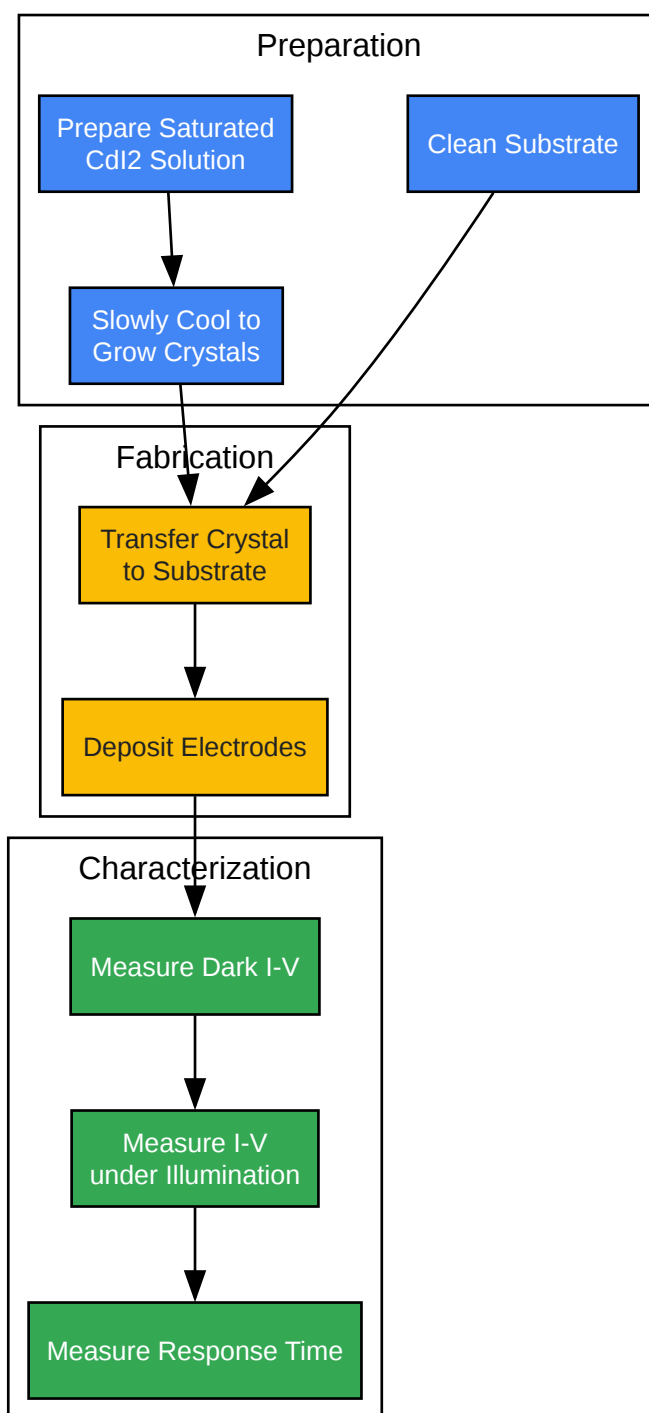 Preparation
Prepare Saturated
CdI2 Solution
Clean Substrate
Slowly Cool to
Grow Crystals
Fabrication
Transfer Crystal
to Substrate
Deposit Electrodes
Characterization
Measure Dark I-V
Measure I-V
under Illumination
Measure Response Time